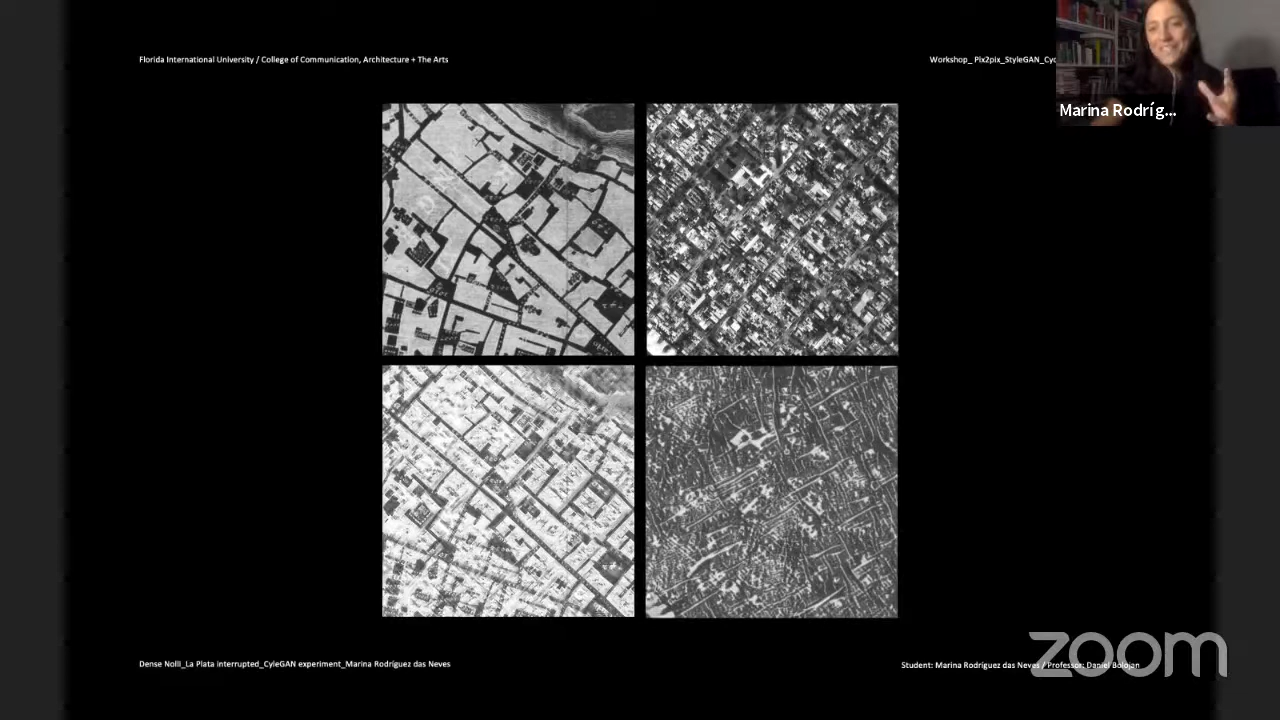 Florida International University / College of Communication, Architecture + The Arts
Workshop_ Pix2pix_StyleGAN_Cyc
Marina Rodríg...
Dense Nolli_La Plata interrupted_CyleGAN experiment_Marina Rodríguez das Neves
Student: Marina Rodríguez das Neves / Professor: Daniel Bolojan
zoom